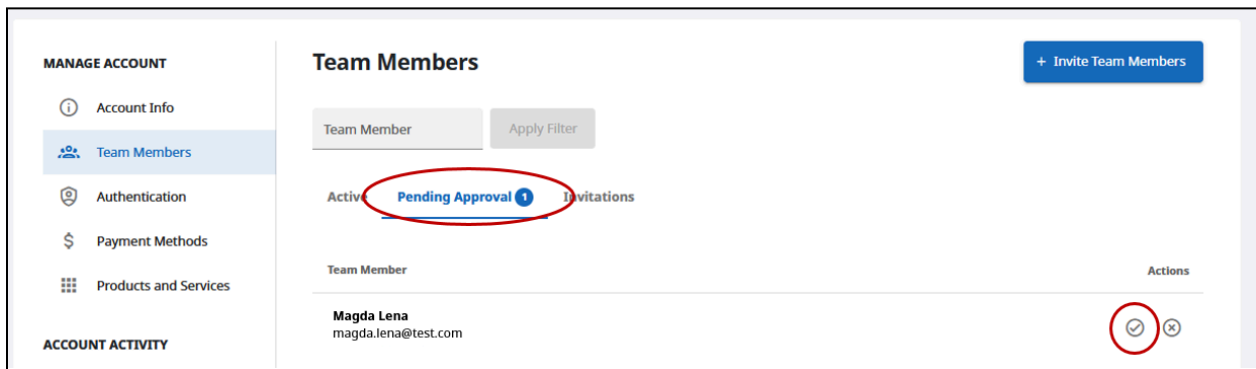 MANAGE ACCOUNT
Account Info
Team Members
Authentication
Payment Methods
Products and Services
ACCOUNT ACTIVITY
Team Members
+ Invite Team Members
Team Member
Apply Filter
Active Pending Approval 1 Invitations
Team Member Actions
Magda Lena
magda.lena@test.com